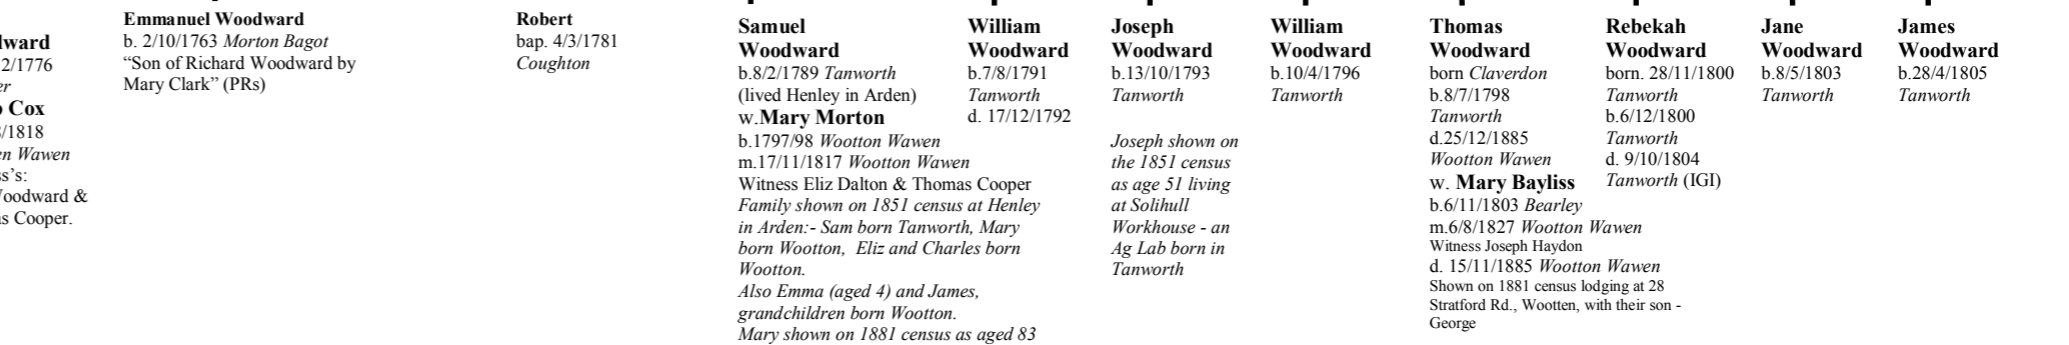 lward
2/1776
er
o Cox
/1818
en Wawen
ss's:
Voodward &
as Cooper.
Emmanuel Woodward
b. 2/10/1763 Morton Bagot
“Son of Richard Woodward by
Mary Clark” (PRs)
Robert
bap. 4/3/1781
Coughton
Samuel
Woodward
b.8/2/1789 Tanworth
(lived Henley in Arden)
w.Mary Morton
b.1797/98 Wootton Wawen
m.17/11/1817 Wootton Wawen
Witness Eliz Dalton & Thomas Cooper
Family shown on 1851 census at Henley
in Arden:- Sam born Tanworth, Mary
born Wootton, Eliz and Charles born
Wootton.
Also Emma (aged 4) and James,
grandchildren born Wootton.
Mary shown on 1881 census as aged 83
William
Woodward
b.7/8/1791
Tanworth
d. 17/12/1792
Joseph
Woodward
b.13/10/1793
Tanworth
Joseph shown on
the 1851 census
as age 51 living
at Solihull
Workhouse - an
Ag Lab born in
Tanworth
William
Woodward
b.10/4/1796
Tanworth
Thomas
Woodward
born Claverdon
b.8/7/1798
Tanworth
d.25/12/1885
Wootton Wawen
w. Mary Bayliss
b.6/11/1803 Bearley
m.6/8/1827 Wootton Wawen
Witness Joseph Haydon
d. 15/11/1885 Wootton Wawen
Shown on 1881 census lodging at 28
Stratford Rd., Wootten, with their son -
George
Rebekah
Woodward
born. 28/11/1800
Tanworth
b.6/12/1800
Tanworth
d. 9/10/1804
Tanworth (IGI)
Jane
Woodward
b.8/5/1803
Tanworth
James
Woodward
b.28/4/1805
Tanworth